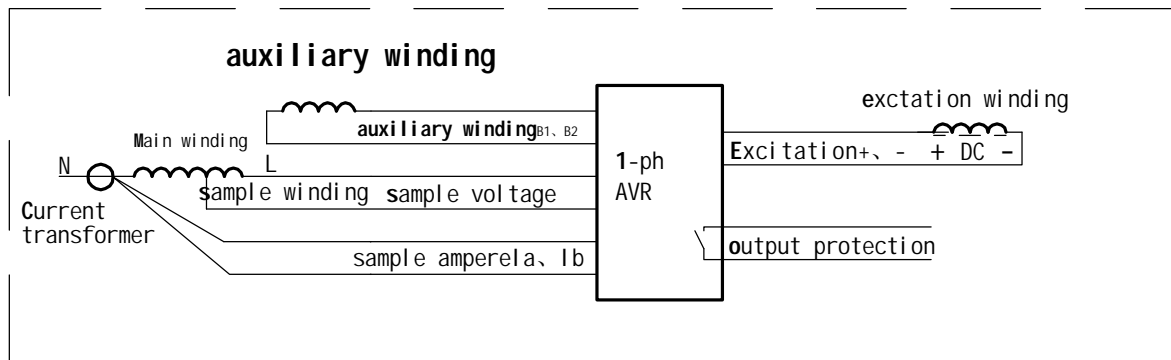 auxiliary winding
exctation winding
auxiliary windingB1、B2
Main winding
Excitation+、- + DC -
1-ph
AVR
N
L
sample winding
sample voltage
Current
transformer
output protection
sample ampereIa、Ib